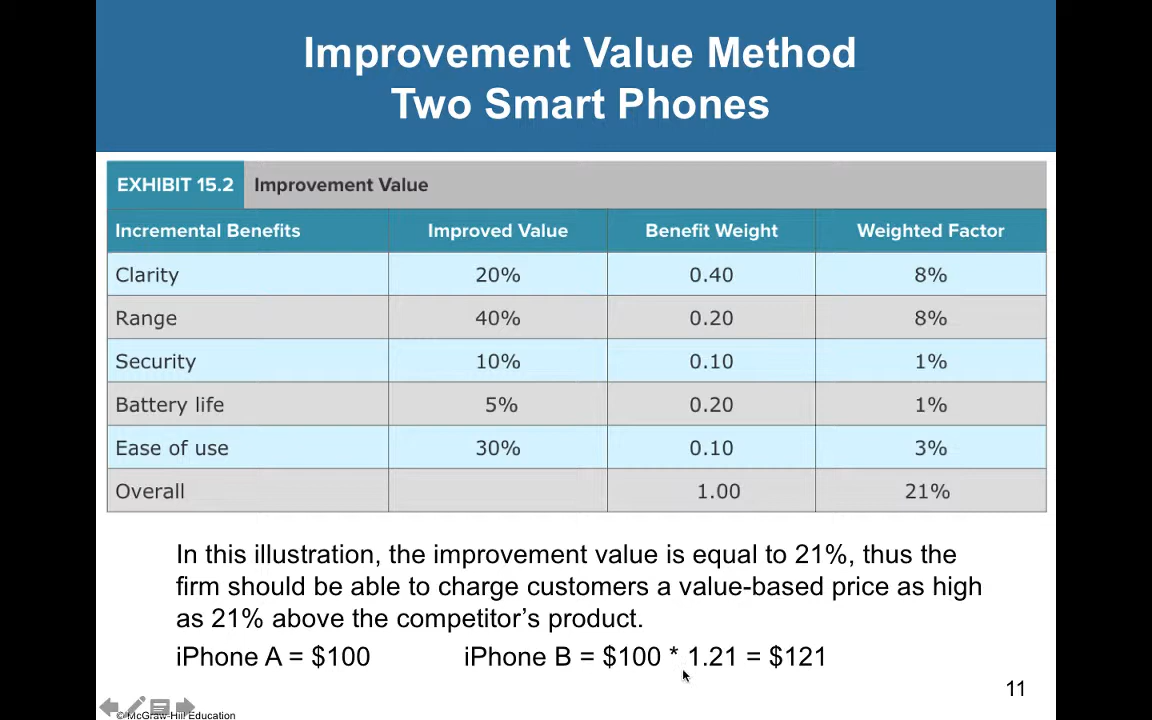 Improvement Value Method
Two Smart Phones
EXHIBIT 15.2 Improvement Value
Incremental Benefits Improved Value Benefit Weight Weighted Factor
Clarity 20% 0.40 8%
Range 40% 0.20 8%
Security 10% 0.10 1%
Battery life 5% 0.20 1%
Ease of use 30% 0.10 3%
Overall 1.00 21%
In this illustration, the improvement value is equal to 21%, thus the
firm should be able to charge customers a value-based price as high
as 21% above the competitor's product.
iPhone A = $100 iPhone B = $100 * 1.21 = $121
11
© McGraw-Hill Education